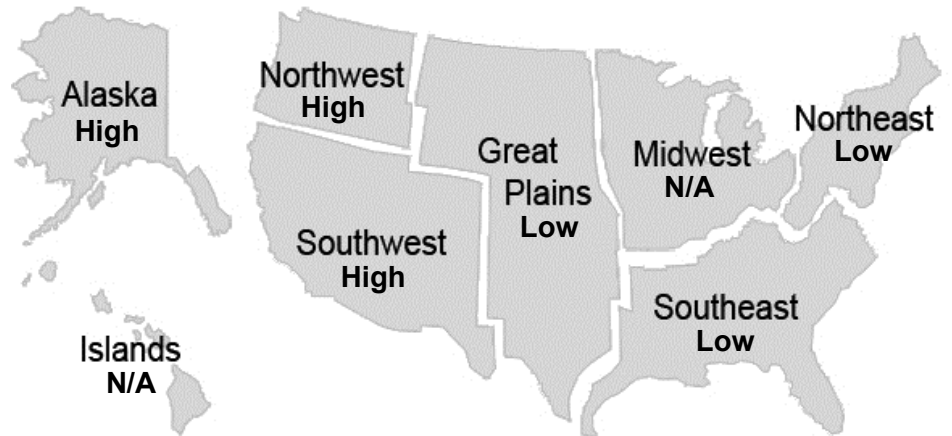 Alaska
High
Northwest
High
Great
Plains
Low
Midwest
N/A
Northeast
Low
Southwest
High
Southeast
Low
Islands
N/A